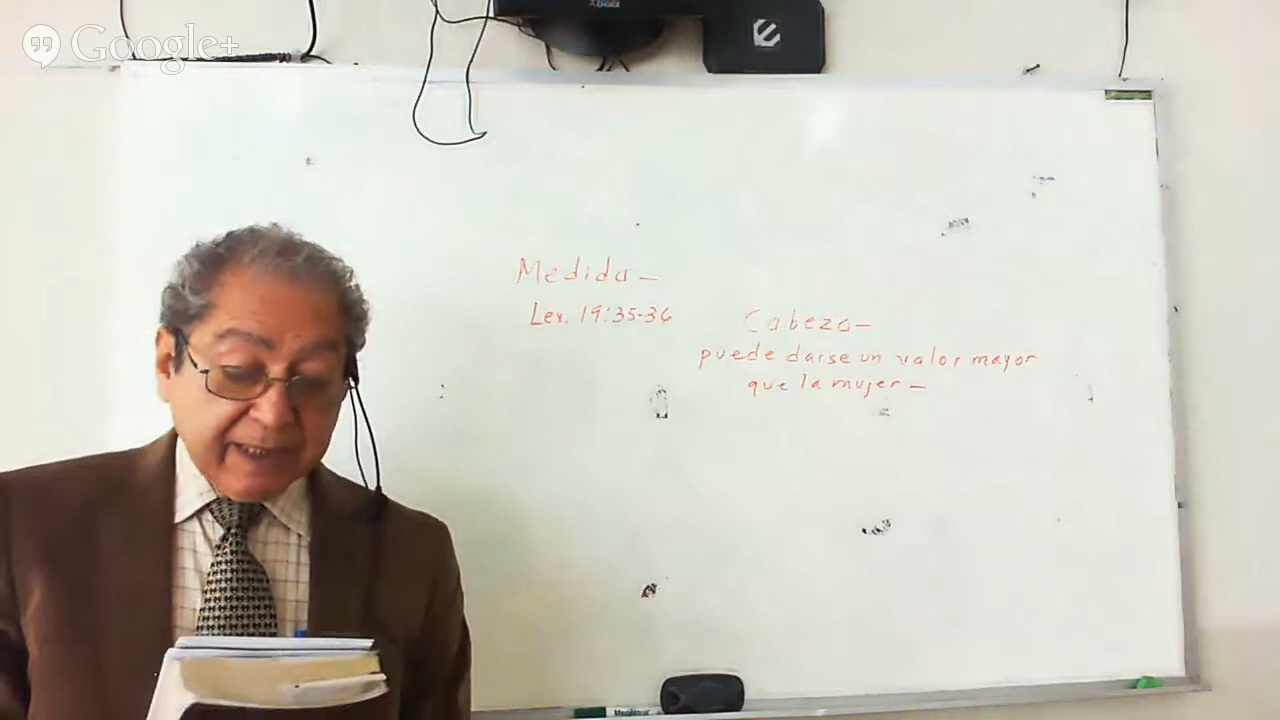 Google+
Medida-
Lev. 19:35-36
Cabeza-
puede darse un valor mayor
que la mujer-